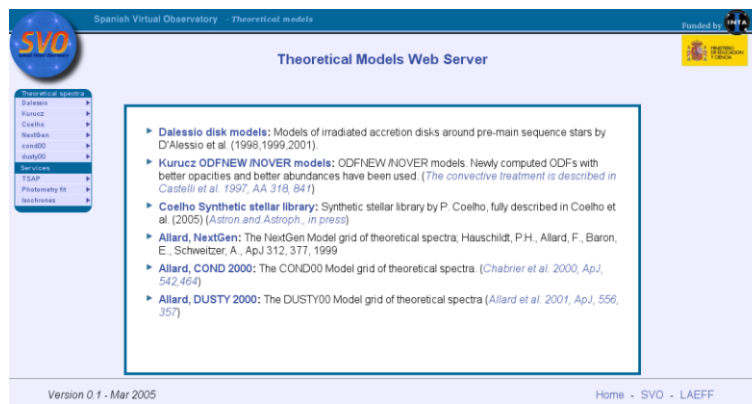 Spanish Virtual Observatory - Theoretical models
Funded by
INTA
SVO
Theoretical Models Web Server
MINISTERIO
DE EDUCACION
Y CIENCIA
Theoretical spectra
Dalessio
Kurucz
Coelho
NextGen
cond00
dusty00
Services
TSAP
Photometry fit
Isochrones
Dalessio disk models: Models of irradiated accretion disks around pre-main sequence stars by
D'Alessio et al. (1998,1999,2001).
Kurucz ODFNEW /NOVER models: ODFNEW /NOVER models. Newly computed ODFs with
better opacities and better abundances have been used. (The convective treatment is described in
Castelli et al. 1997, AA 318, 841)
Coelho Synthetic stellar library: Synthetic stellar library by P. Coelho, fully described in Coelho et
al. (2005) (Astron.and.Astroph., in press)
Allard, NextGen: The NextGen Model grid of theoretical spectra; Hauschildt, P.H., Allard, F., Baron,
E., Schweitzer, A., ApJ 312, 377, 1999
Allard, COND 2000: The COND00 Model grid of theoretical spectra. (Chabrier et al. 2000, ApJ,
542,464)
Allard, DUSTY 2000: The DUSTY00 Model grid of theoretical spectra (Allard et al. 2001, ApJ, 556,
357)
Version 0.1 - Mar 2005
Home - SVO - LAEFF